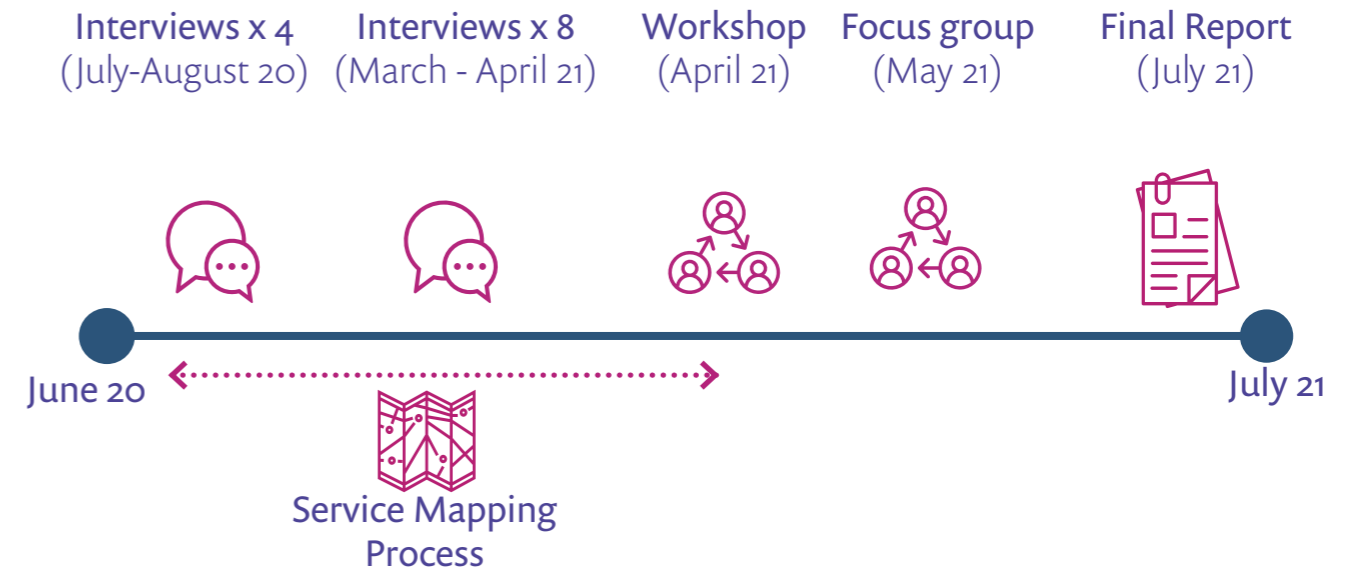 Interviews x 4
(July-August 20)
Interviews x 8
(March - April 21)
Workshop
(April 21)
Focus group
(May 21)
Final Report
(July 21)
June 20
July 21
Service Mapping
Process